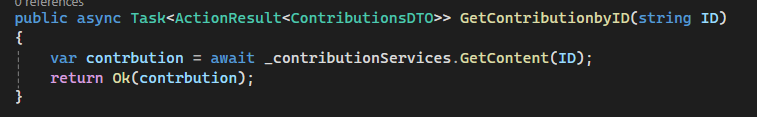 0 references
public async Task<ActionResult<ContributionsDTO>> GetContributionbyID(string ID)
{
    var contrbution = await _contributionServices.GetContent(ID);
    return Ok(contrbution);
}